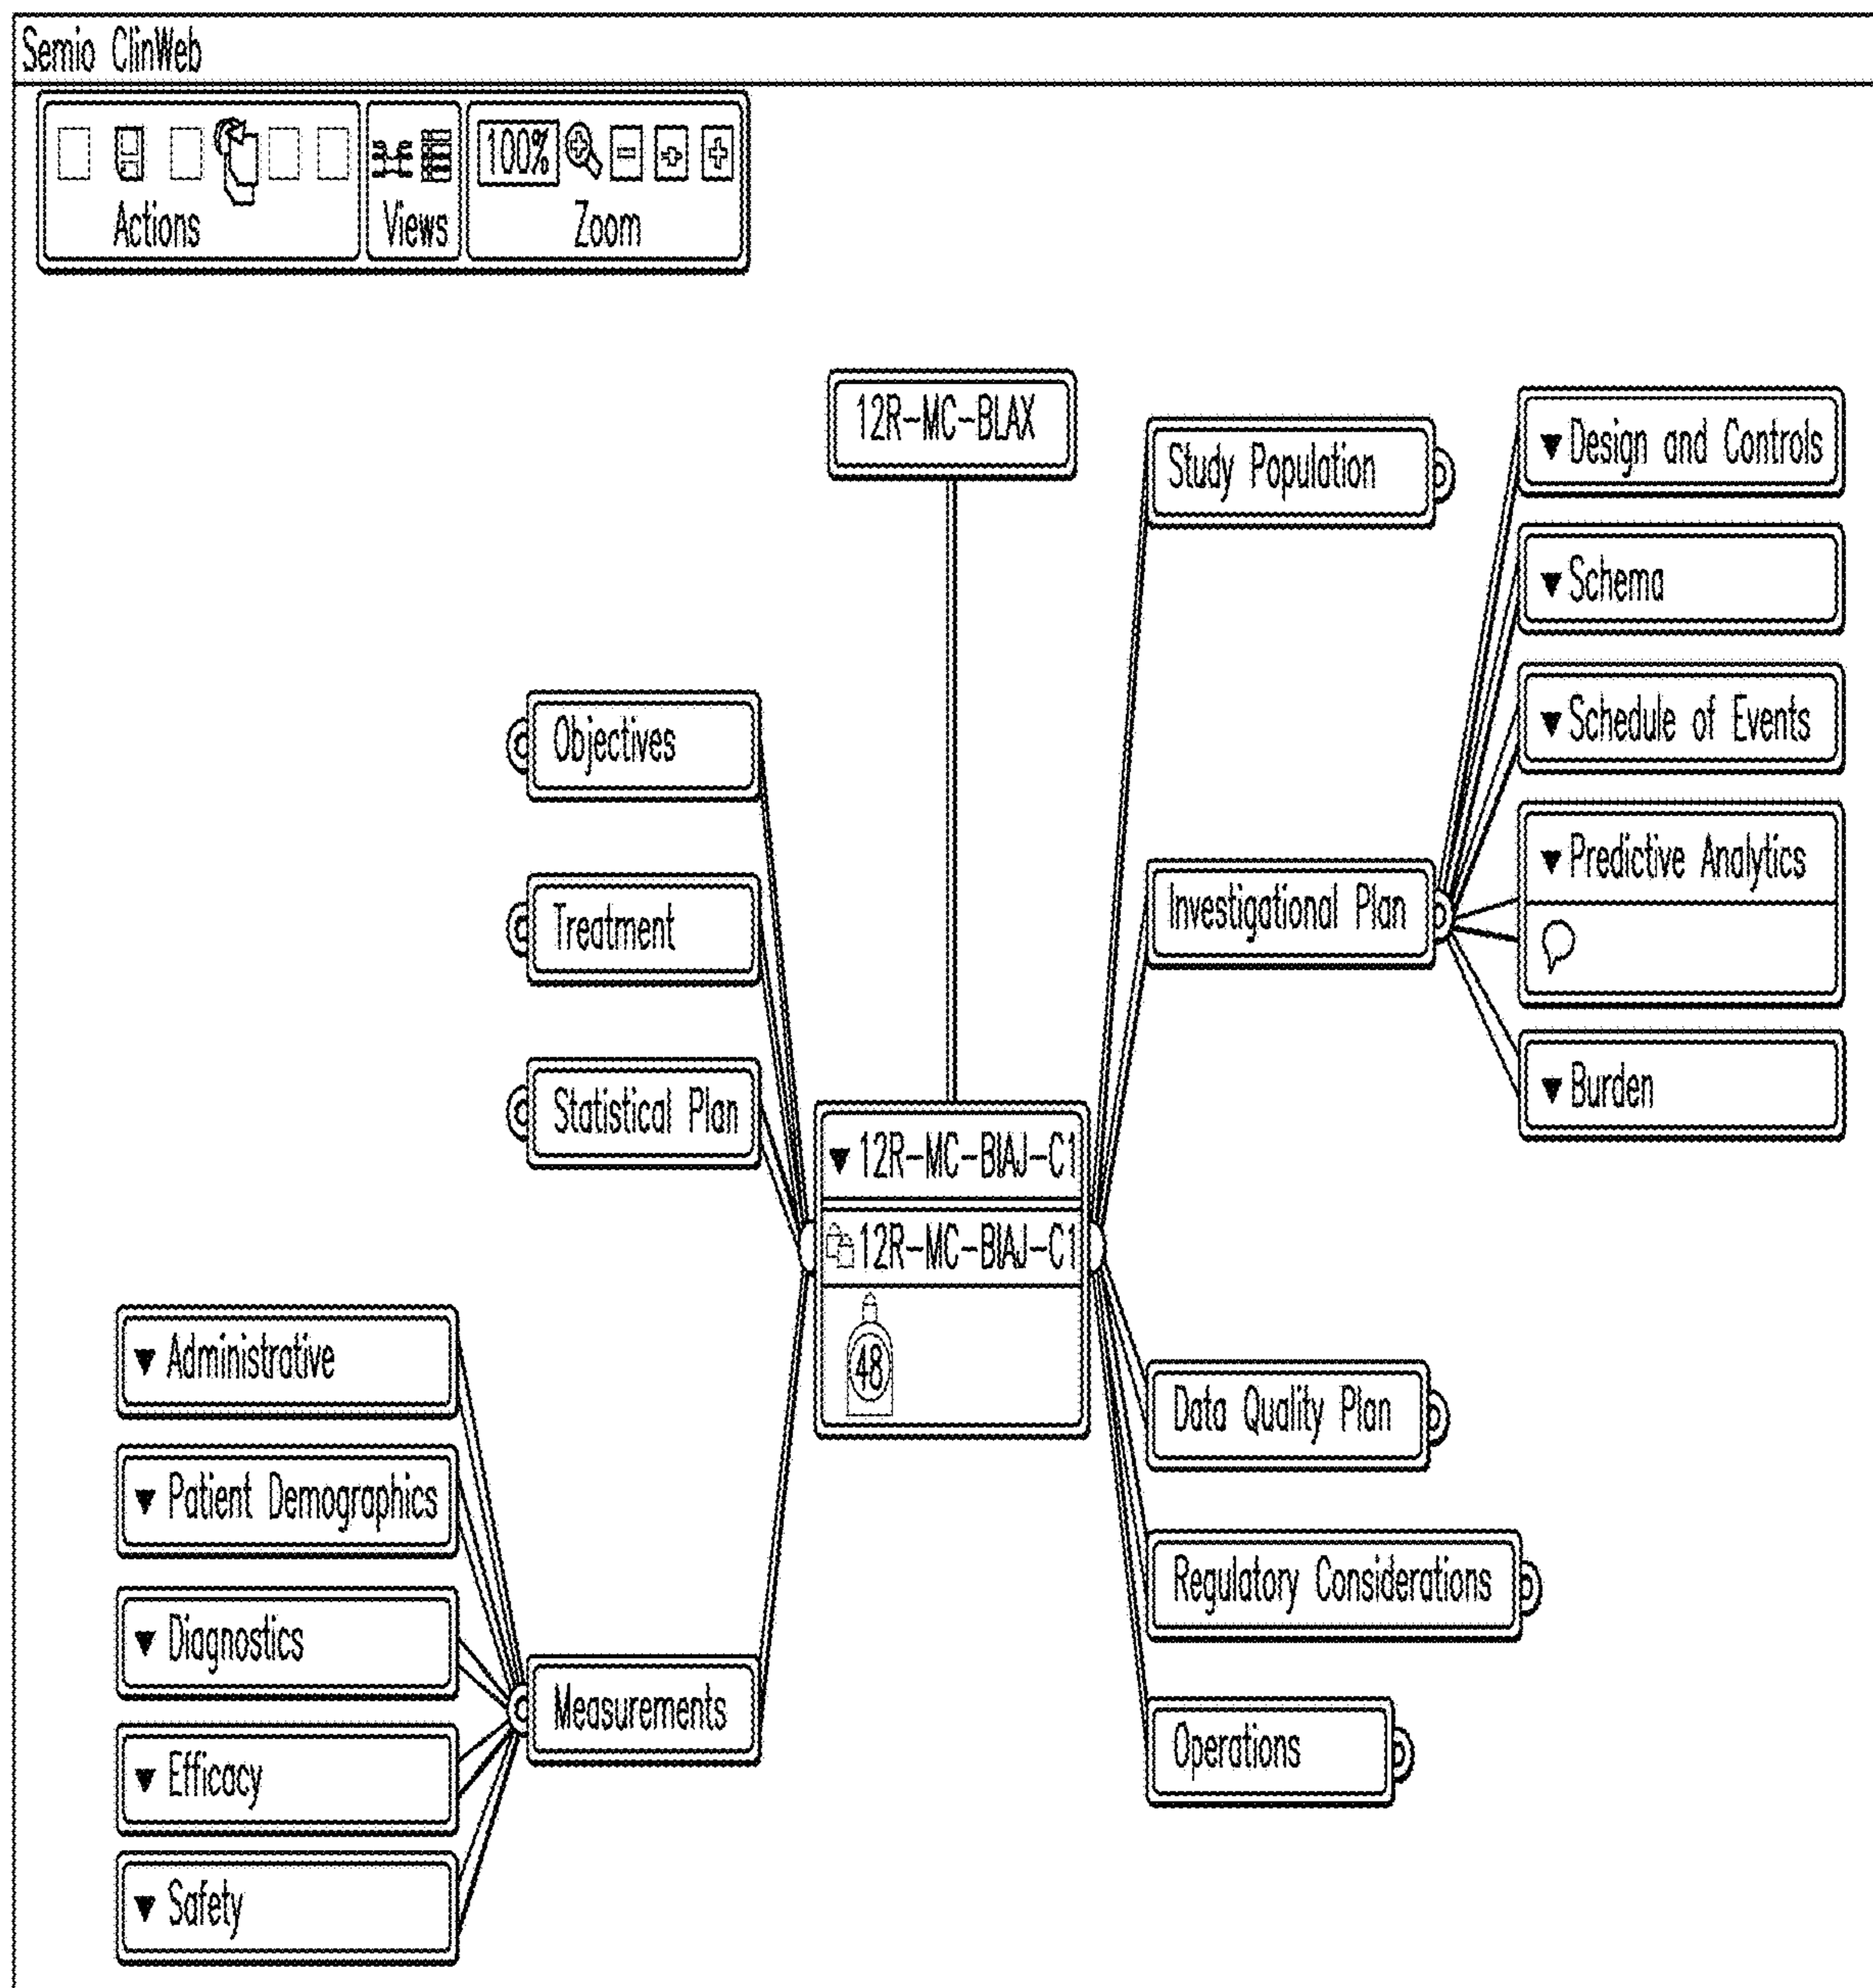 Semio ClinWeb
100%
Actions
Views
Zoom
12R-MC-BLAX
Study Population
Design and Controls
Schema
Schedule of Events
Predictive Analytics
Burden
Investigational Plan
Objectives
Treatment
Statistical Plan
12R-MC-BIAJ-C1
12R-MC-BIAJ-C1
48
Administrative
Patient Demographics
Diagnostics
Efficacy
Safety
Measurements
Data Quality Plan
Regulatory Considerations
Operations